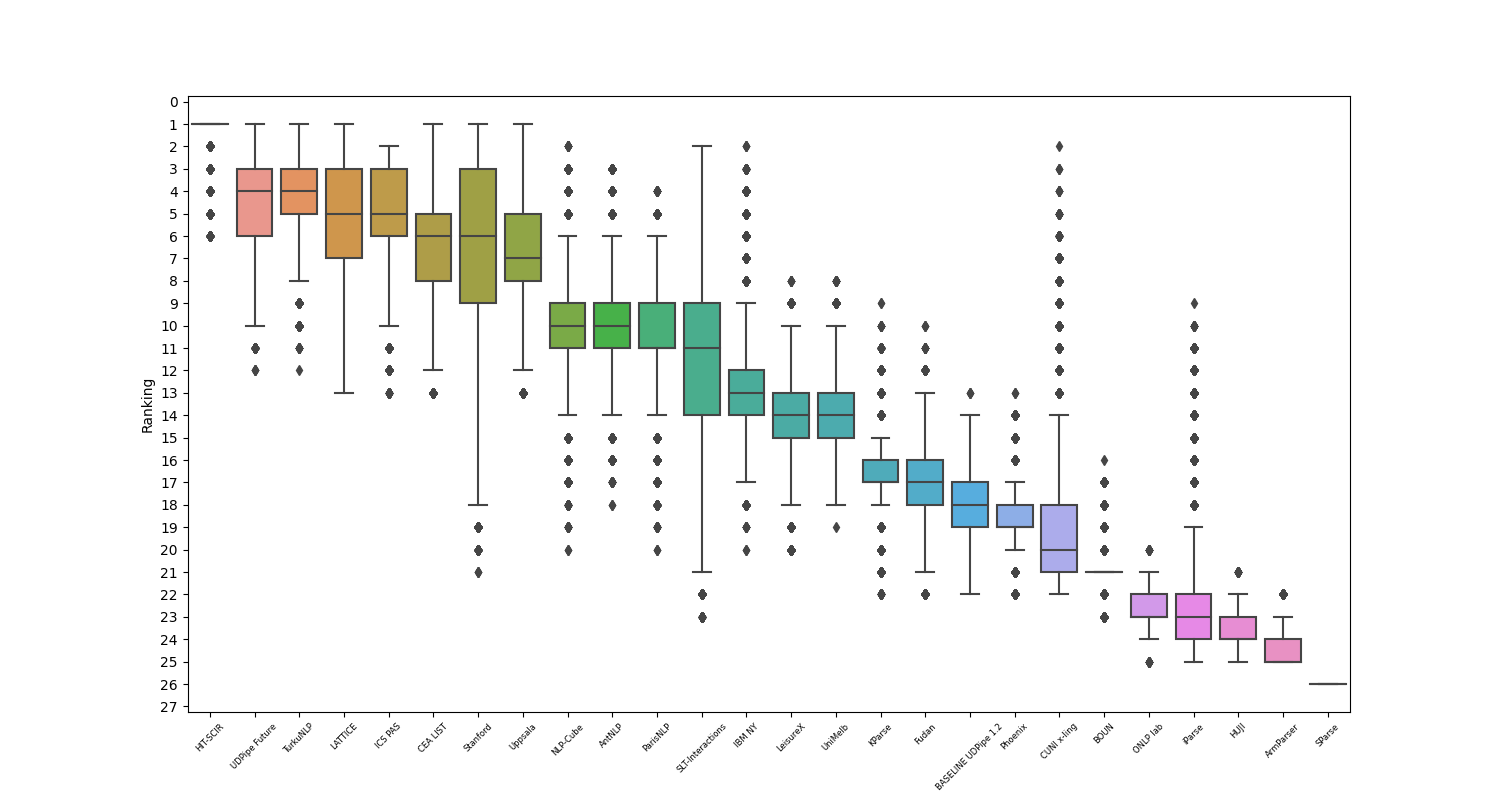 Ranking
0
1
2
3
4
5
6
7
8
9
10
11
12
13
14
15
16
17
18
19
20
21
22
23
24
25
26
27
HIT-SCIR
UDPipe Future
TurkuNLP
LATTICE
ICS PAS
CEA LIST
Stanford
Uppsala
NLP-Cube
AntNLP
ParisNLP
SLT-Interactions
IBM NY
LeisureX
UniMelb
KParse
Fudan
BASELINE UDPipe 1.2
Phoenix
CUNI x-ling
BOUN
ONLP lab
iParse
HUJI
ArmParser
SParse